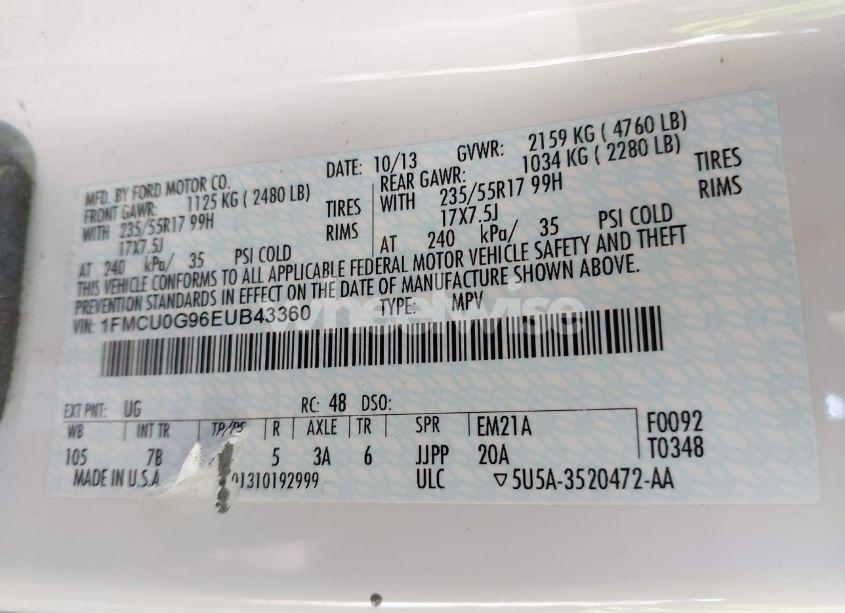 MFD. BY FORD MOTOR CO. DATE: 10/13 GVWR: 2159 KG ( 4760 LB)
FRONT GAWR: 1125 KG ( 2480 LB) REAR GAWR: 1034 KG ( 2280 LB)
WITH 235/55R17 99H TIRES WITH 235/55R17 99H TIRES
17X7.5J RIMS 17X7.5J RIMS
AT 240 kPa/ 35 PSI COLD AT 240 kPa/ 35 PSI COLD
THIS VEHICLE CONFORMS TO ALL APPLICABLE FEDERAL MOTOR VEHICLE SAFETY AND THEFT
PREVENTION STANDARDS IN EFFECT ON THE DATE OF MANUFACTURE SHOWN ABOVE.
VIN: 1FMCU0G96EUB43360 TYPE: MPV
wheelwise
EXT PNT: UG RC: 48 DSO:
WB INT TR TP/PS R AXLE TR SPR EM21A F0092
105 7B 5 3A 6 JJPP 20A T0348
MADE IN U.S.A. 01310192999 ULC ▽5U5A-3520472-AA